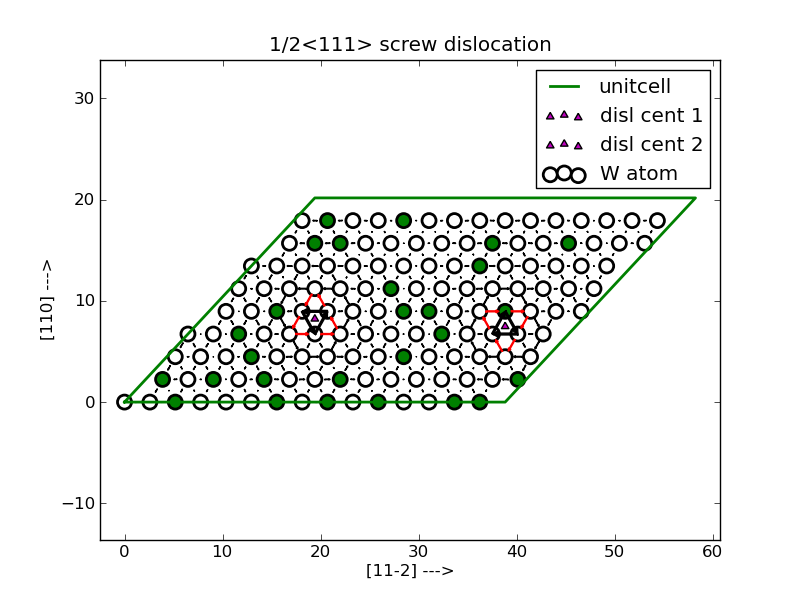 1/2<111> screw dislocation
unitcell
disl cent 1
disl cent 2
W atom
30
20
10
0
−10
[110] --->
0
10
20
30
40
50
60
[11-2] --->